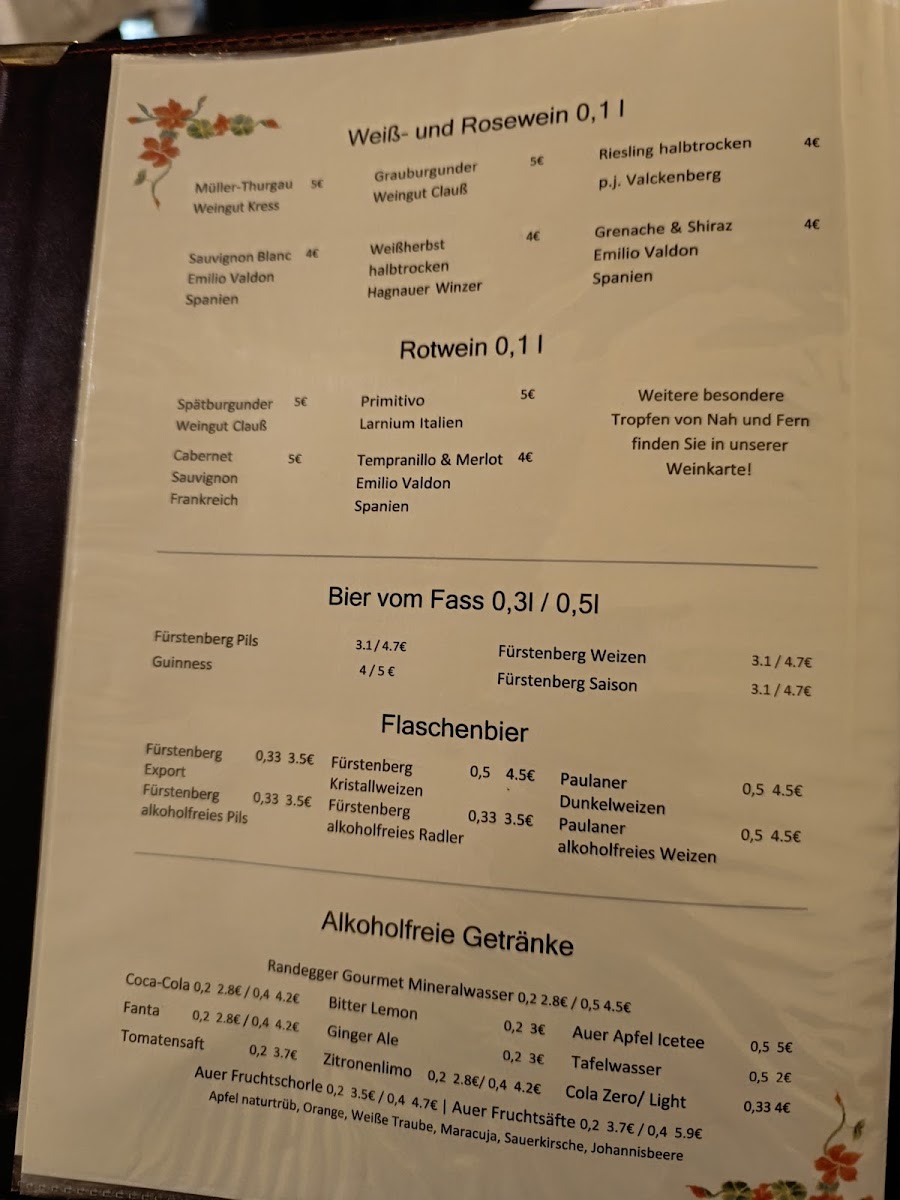 Weiß- und Rosewein 0,1 l
Müller-Thurgau 5€
Weingut Kress
Grauburgunder 5€
Weingut Clauß
Riesling halbtrocken 4€
p.j. Valckenberg
Sauvignon Blanc 4€
Emilio Valdon
Spanien
Weißherbst 4€
halbtrocken
Hagnauer Winzer
Grenache & Shiraz 4€
Emilio Valdon
Spanien
Rotwein 0,1 l
Spätburgunder 5€
Weingut Clauß
Primitivo 5€
Larnium Italien
Cabernet 5€
Sauvignon
Frankreich
Tempranillo & Merlot 4€
Emilio Valdon
Spanien
Weitere besondere
Tropfen von Nah und Fern
finden Sie in unserer
Weinkarte!
Bier vom Fass 0,3l / 0,5l
Fürstenberg Pils 3.1 / 4.7€
Guinness 4 / 5 €
Fürstenberg Weizen 3.1 / 4.7€
Fürstenberg Saison 3.1 / 4.7€
Flaschenbier
Fürstenberg 0,33 3.5€
Export
Fürstenberg 0,33 3.5€
alkoholfreies Pils
Fürstenberg 0,5 4.5€
Kristallweizen
Fürstenberg 0,33 3.5€
alkoholfreies Radler
Paulaner 0,5 4.5€
Dunkelweizen
Paulaner 0,5 4.5€
alkoholfreies Weizen
Alkoholfreie Getränke
Randegger Gourmet Mineralwasser 0,2 2.8€ / 0,5 4.5€
Coca-Cola 0,2 2.8€ / 0,4 4.2€
Fanta 0,2 2.8€ / 0,4 4.2€
Tomatensaft 0,2 3.7€
Bitter Lemon 0,2 3€
Ginger Ale 0,2 3€
Zitronenlimo 0,2 2.8€/ 0,4 4.2€
Auer Apfel Icetee 0,5 5€
Tafelwasser 0,5 2€
Cola Zero/ Light 0,33 4€
Auer Fruchtschorle 0,2 3.5€ / 0,4 4.7€ | Auer Fruchtsäfte 0,2 3.7€ / 0,4 5.9€
Apfel naturtrüb, Orange, Weiße Traube, Maracuja, Sauerkirsche, Johannisbeere